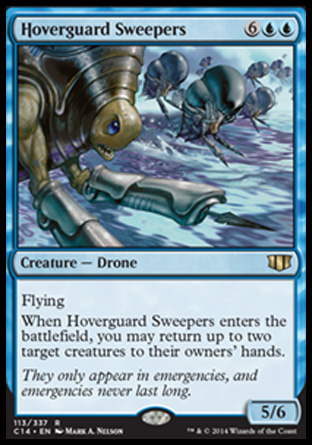 Hoverguard Sweepers 6
Creature — Drone
Flying
When Hoverguard Sweepers enters the
battlefield, you may return up to two
target creatures to their owners' hands.
They only appear in emergencies, and
emergencies never last long.
5/6
113/337 R
C14 • EN Mark A. Nelson
™ & © 2014 Wizards of the Coast